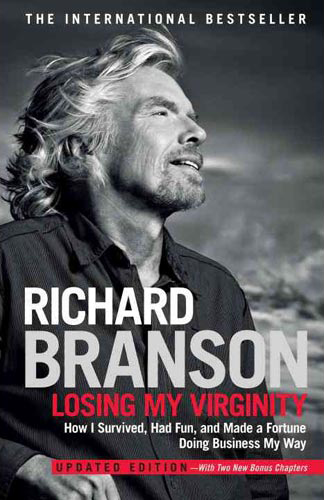 THE INTERNATIONAL BESTSELLER
RICHARD
BRANSON
LOSING MY VIRGINITY
How I Survived, Had Fun, and Made a Fortune
Doing Business My Way
UPDATED EDITION—With Two New Bonus Chapters